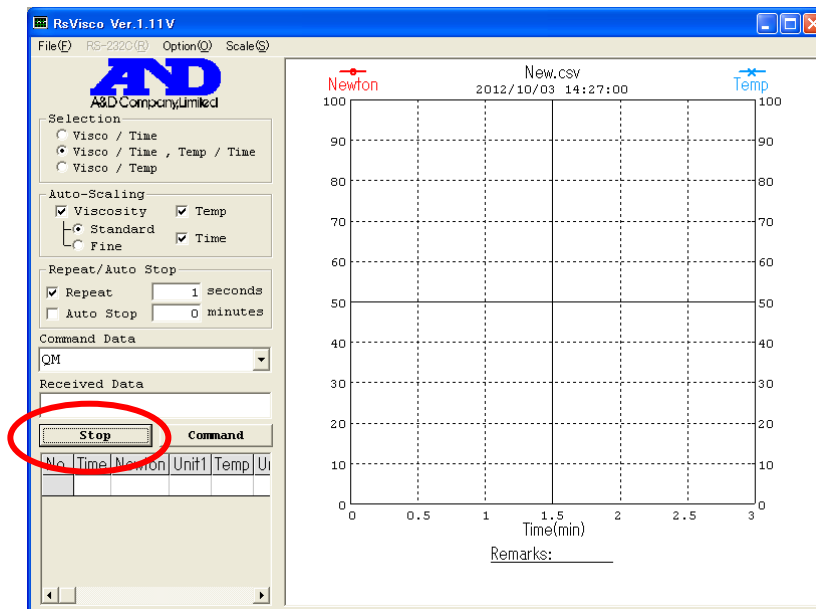 RsVisco Ver.1.11V
File(F) RS-232C(R) Option(O) Scale(S)
AND
A&D Company,Limited
Selection
Visco / Time
Visco / Time , Temp / Time
Visco / Temp
Auto-Scaling
Viscosity Temp
Standard
Fine
Time
Repeat/Auto Stop
Repeat 1 seconds
Auto Stop 0 minutes
Command Data
QM
Received Data
Stop Command
No. Time Newton Unit1 Temp
New.csv
2012/10/03 14:27:00
Newton Temp
100 100
90 90
80 80
70 70
60 60
50 50
40 40
30 30
20 20
10 10
0 0
0 0.5 1 1.5 2 2.5 3
Time(min)
Remarks: